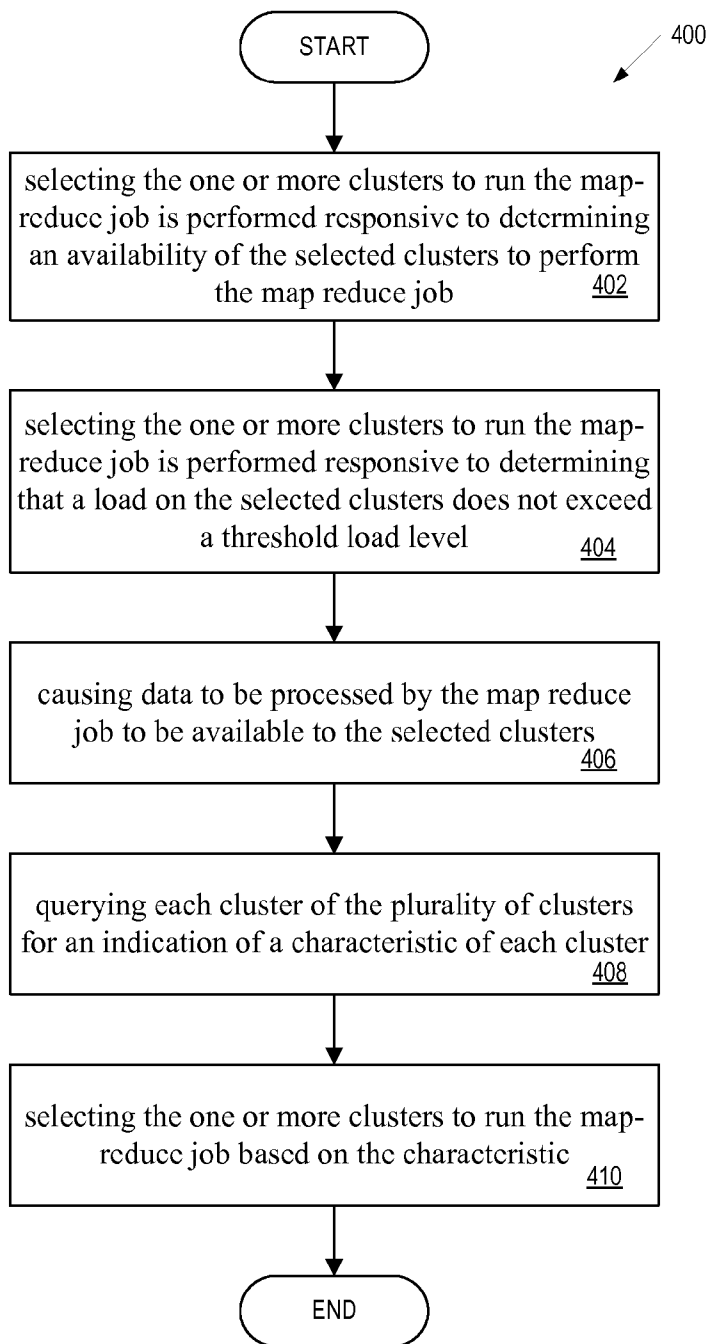 START
400
selecting the one or more clusters to run the map-
reduce job is performed responsive to determining
an availability of the selected clusters to perform
the map reduce job
402
selecting the one or more clusters to run the map-
reduce job is performed responsive to determining
that a load on the selected clusters does not exceed
a threshold load level
404
causing data to be processed by the map reduce
job to be available to the selected clusters
406
querying each cluster of the plurality of clusters
for an indication of a characteristic of each cluster
408
selecting the one or more clusters to run the map-
reduce job based on the characteristic
410
END